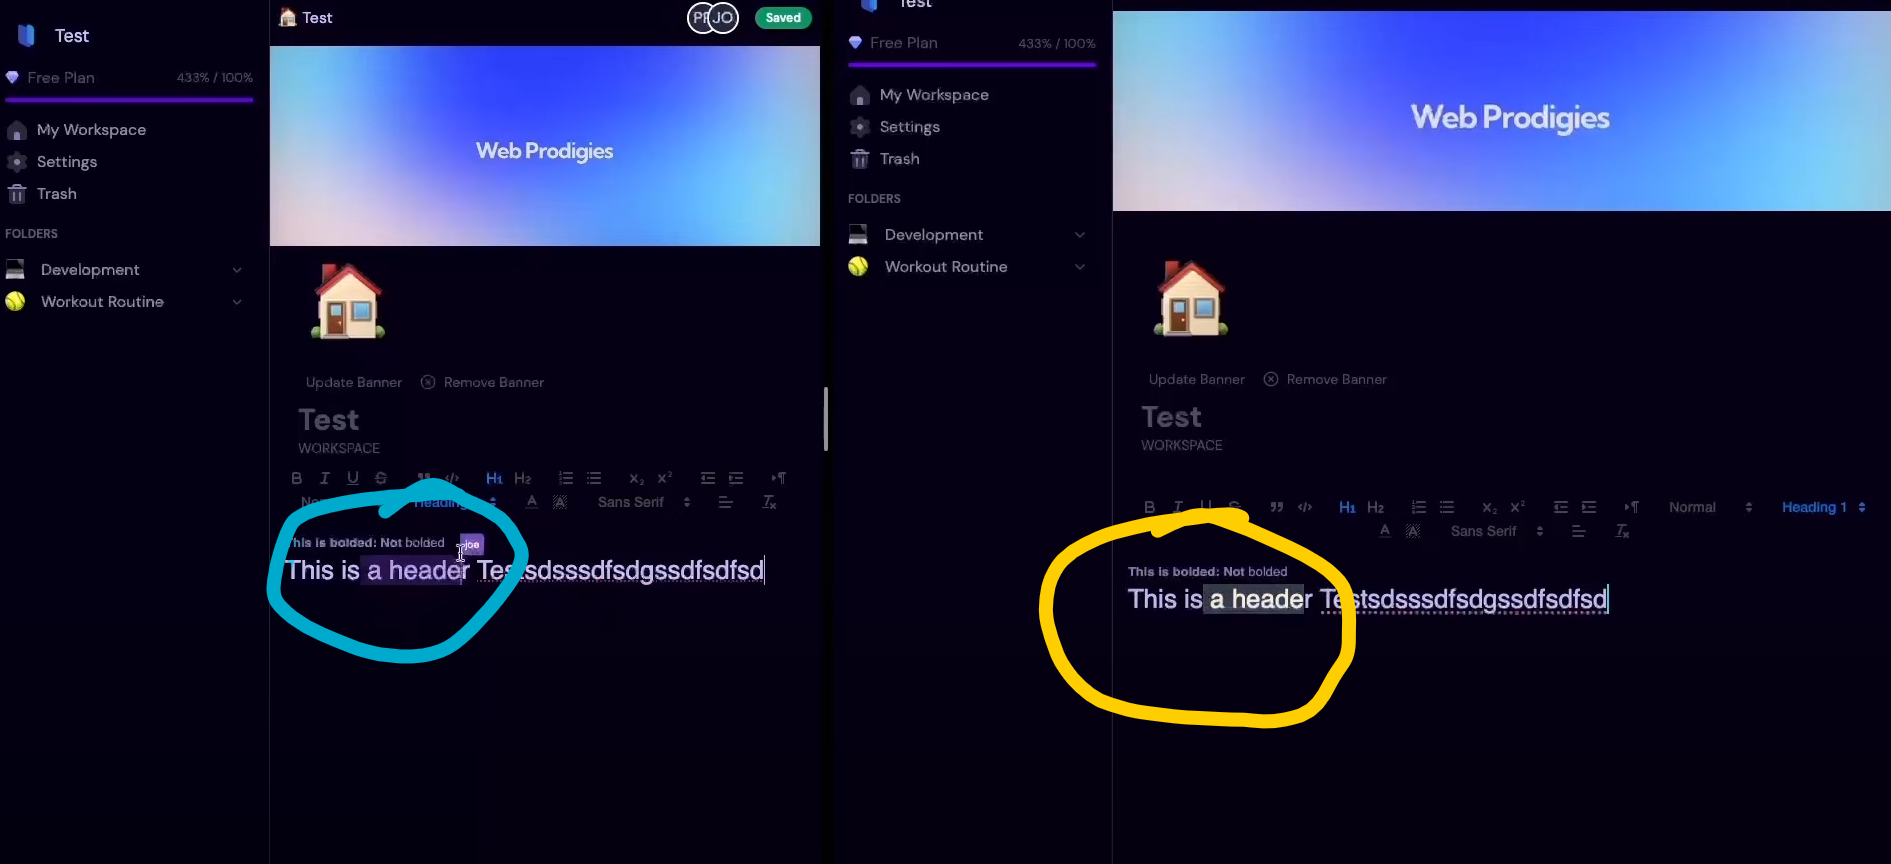 Test
Free Plan 433% / 100%
My Workspace
Settings
Trash
FOLDERS
Development
Workout Routine
Test PR JO Saved
Web Prodigies
Update Banner Remove Banner
Test
WORKSPACE
B I U S ” </> H1 H2 X2 X2 ¶
Heading A A Sans Serif Tx
This is bolded: Not bolded joe
This is a header Testsdsssdfsdgssdfsdfsd
Test
Free Plan 433% / 100%
My Workspace
Settings
Trash
FOLDERS
Development
Workout Routine
Web Prodigies
Update Banner Remove Banner
Test
WORKSPACE
B I U S ” </> H1 H2 X2 X2 ¶ Normal Heading 1
A A Sans Serif Tx
This is bolded: Not bolded
This is a header Testsdsssdfsdgssdfsdfsd